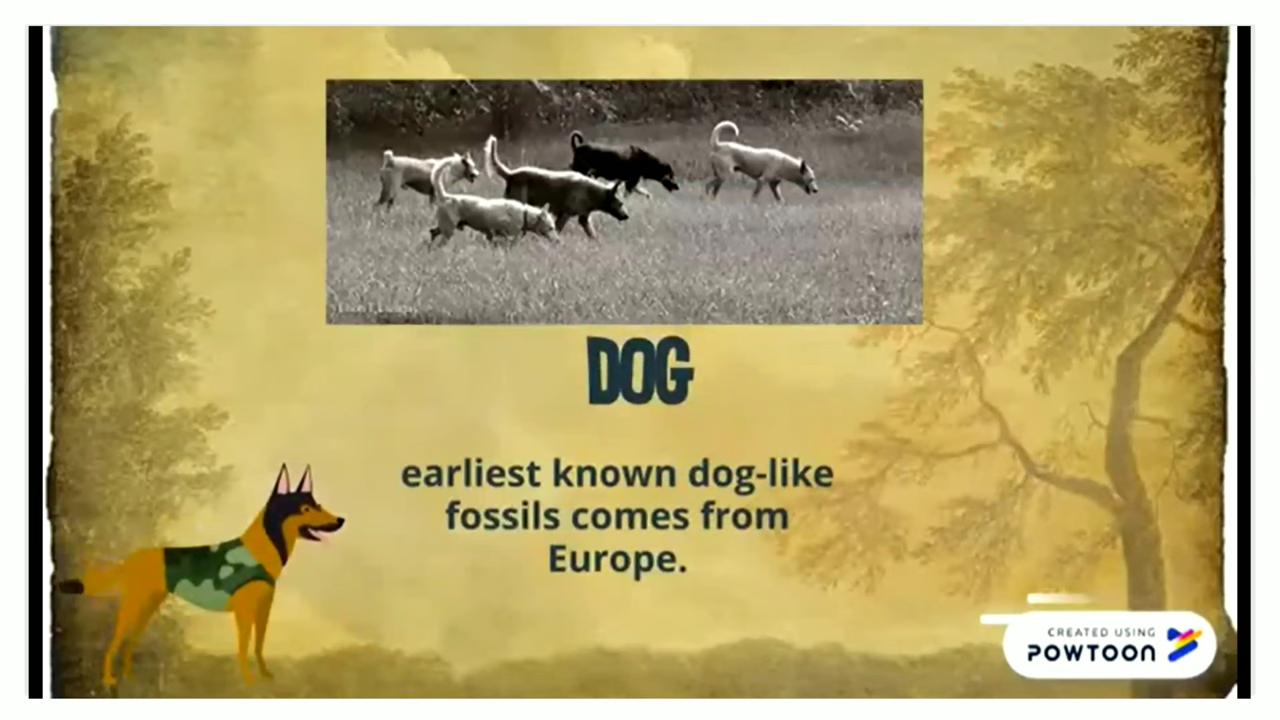 DOG
earliest known dog-like
fossils comes from
Europe.
CREATED USING
POWTOON